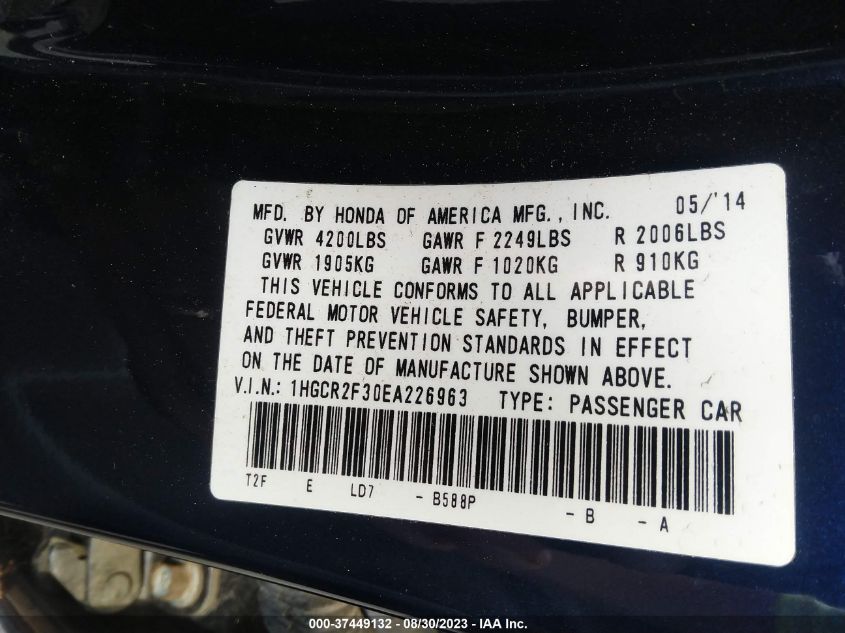 MFD. BY HONDA OF AMERICA MFG., INC. 05/'14
GVWR 4200LBS GAWR F 2249LBS R 2006LBS
GVWR 1905KG GAWR F 1020KG R 910KG
THIS VEHICLE CONFORMS TO ALL APPLICABLE
FEDERAL MOTOR VEHICLE SAFETY, BUMPER,
AND THEFT PREVENTION STANDARDS IN EFFECT
ON THE DATE OF MANUFACTURE SHOWN ABOVE.
V.I.N.: 1HGCR2F30EA226963 TYPE: PASSENGER CAR
T2F E LD7 - B588P - B - A
000-37449132 - 08/30/2023 - IAA Inc.